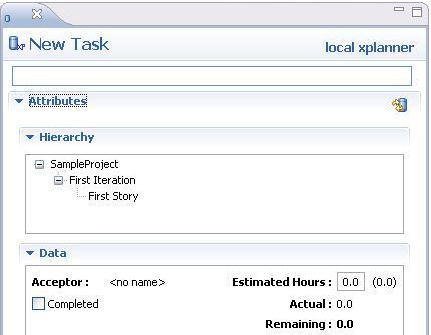 0
XP New Task
local xplanner
Attributes
Hierarchy
SampleProject
First Iteration
First Story
Data
Acceptor : <no name> Estimated Hours : 0.0 (0.0)
Completed Actual : 0.0
Remaining : 0.0